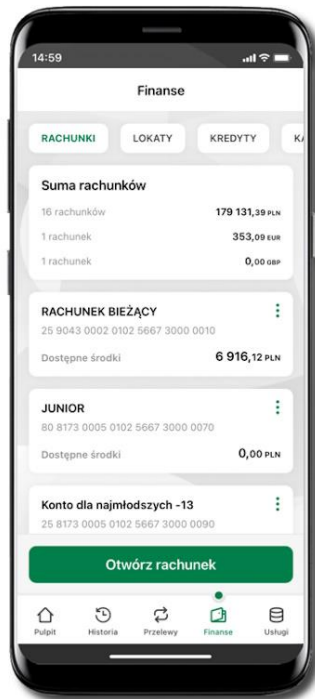 14:59
Finanse
RACHUNKI LOKATY KREDYTY KA
Suma rachunków
16 rachunków 179 131,39 PLN
1 rachunek 353,09 EUR
1 rachunek 0,00 GBP
RACHUNEK BIEŻĄCY
25 9043 0002 0102 5667 3000 0010
Dostępne środki 6 916,12 PLN
JUNIOR
80 8173 0005 0102 5667 3000 0070
Dostępne środki 0,00 PLN
Konto dla najmłodszych -13
25 8173 0005 0102 5667 3000 0090
Otwórz rachunek
Pulpit Historia Przelewy Finanse Usługi